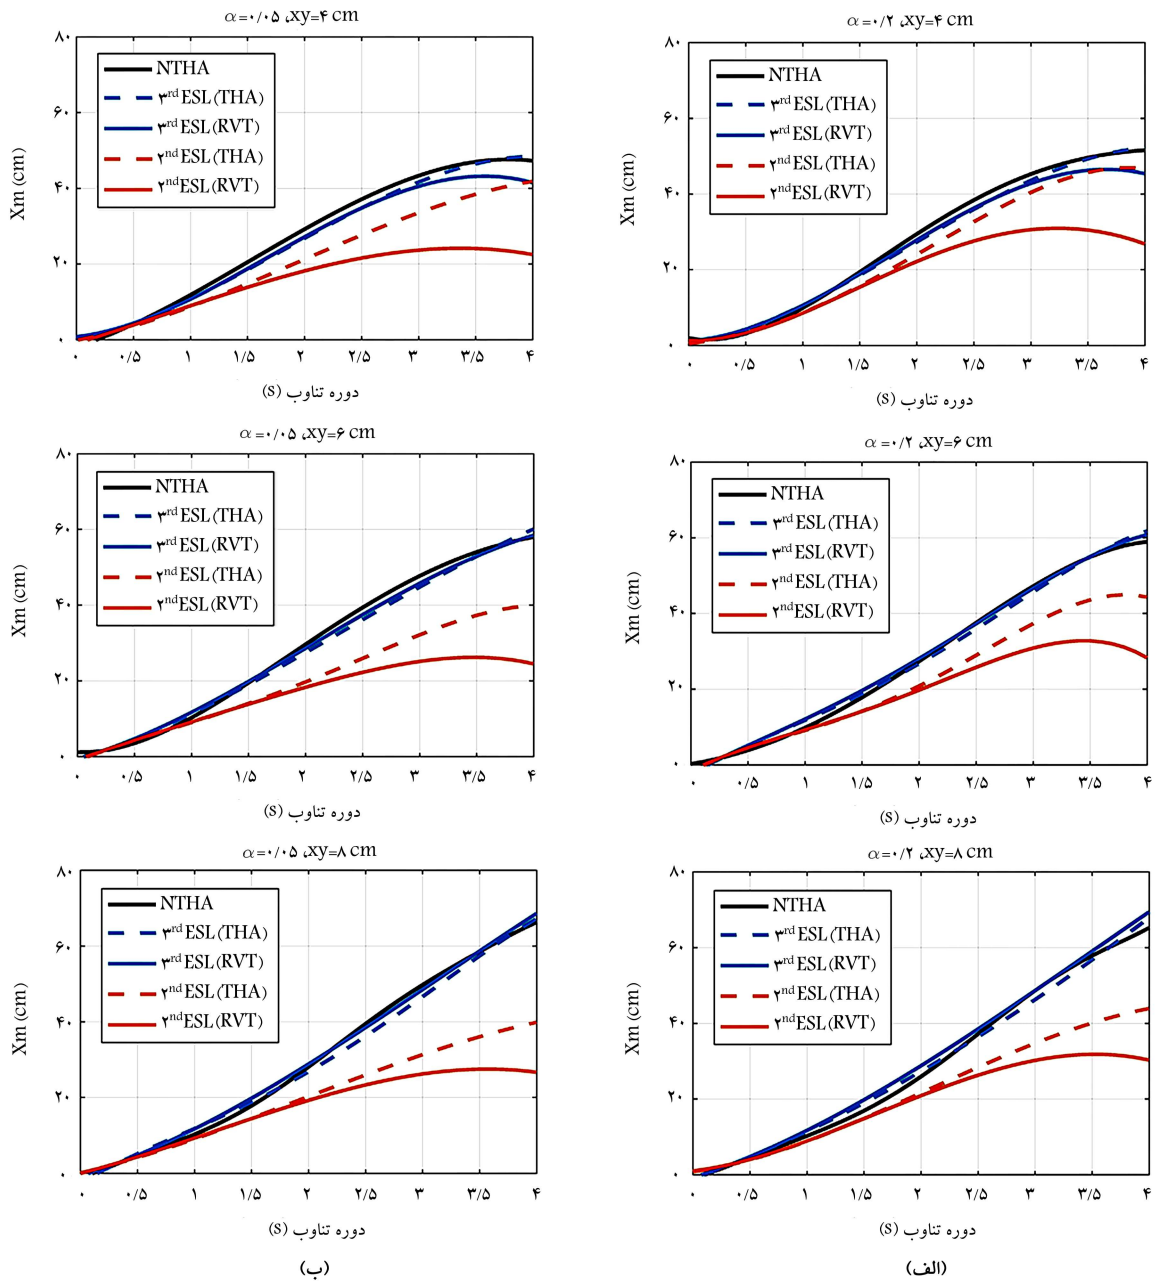 α=۰/۰۵ ،xy=۴ cm
۸۰
۶۰
۴۰
۲۰
۰
Xm (cm)
NTHA
۳rd ESL (THA)
۳rd ESL (RVT)
۲nd ESL (THA)
۲nd ESL (RVT)
۰ ۰/۵ ۱ ۱/۵ ۲ ۲/۵ ۳ ۳/۵ ۴
دوره تناوب (s)
α=۰/۲ ،xy=۴ cm
۸۰
۶۰
۴۰
۲۰
۰
Xm (cm)
NTHA
۳rd ESL (THA)
۳rd ESL (RVT)
۲nd ESL (THA)
۲nd ESL (RVT)
۰ ۰/۵ ۱ ۱/۵ ۲ ۲/۵ ۳ ۳/۵ ۴
دوره تناوب (s)
α=۰/۰۵ ،xy=۶ cm
۸۰
۶۰
۴۰
۲۰
۰
Xm (cm)
NTHA
۳rd ESL (THA)
۳rd ESL (RVT)
۲nd ESL (THA)
۲nd ESL (RVT)
۰ ۰/۵ ۱ ۱/۵ ۲ ۲/۵ ۳ ۳/۵ ۴
دوره تناوب (s)
α=۰/۲ ،xy=۶ cm
۸۰
۶۰
۴۰
۲۰
۰
Xm (cm)
NTHA
۳rd ESL (THA)
۳rd ESL (RVT)
۲nd ESL (THA)
۲nd ESL (RVT)
۰ ۰/۵ ۱ ۱/۵ ۲ ۲/۵ ۳ ۳/۵ ۴
دوره تناوب (s)
α=۰/۰۵ ،xy=۸ cm
۸۰
۶۰
۴۰
۲۰
۰
Xm (cm)
NTHA
۳rd ESL (THA)
۳rd ESL (RVT)
۲nd ESL (THA)
۲nd ESL (RVT)
۰ ۰/۵ ۱ ۱/۵ ۲ ۲/۵ ۳ ۳/۵ ۴
دوره تناوب (s)
(ب)
α=۰/۲ ،xy=۸ cm
۸۰
۶۰
۴۰
۲۰
۰
Xm (cm)
NTHA
۳rd ESL (THA)
۳rd ESL (RVT)
۲nd ESL (THA)
۲nd ESL (RVT)
۰ ۰/۵ ۱ ۱/۵ ۲ ۲/۵ ۳ ۳/۵ ۴
دوره تناوب (s)
(الف)